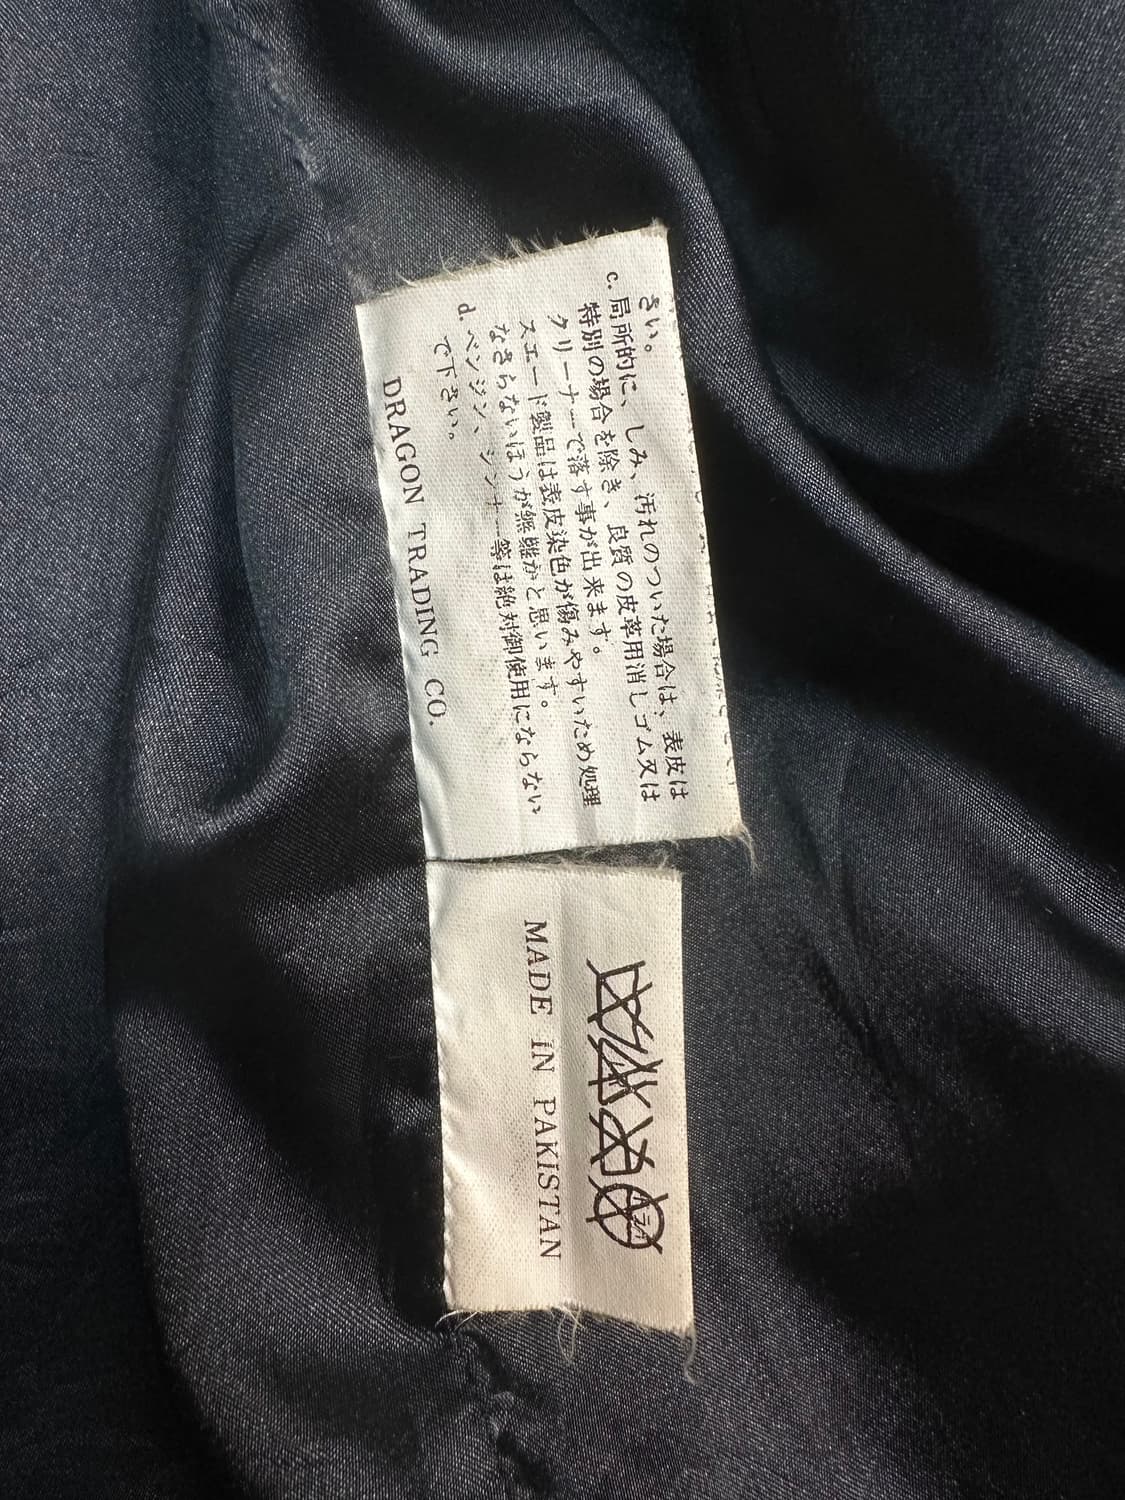 さい。
c. 局所的に、しみ、汚れのついた場合は、表皮は
特別の場合を除き、良質の皮革用消しゴム又は
クリーナーで落す事が出来ます。
スエード製品は表皮染色が傷みやすいため処理
なさらないほうが無難かと思います。
d. ベンジン、シンナー等は絶対御使用にならない
で下さい。
DRAGON TRADING CO.
MADE IN PAKISTAN